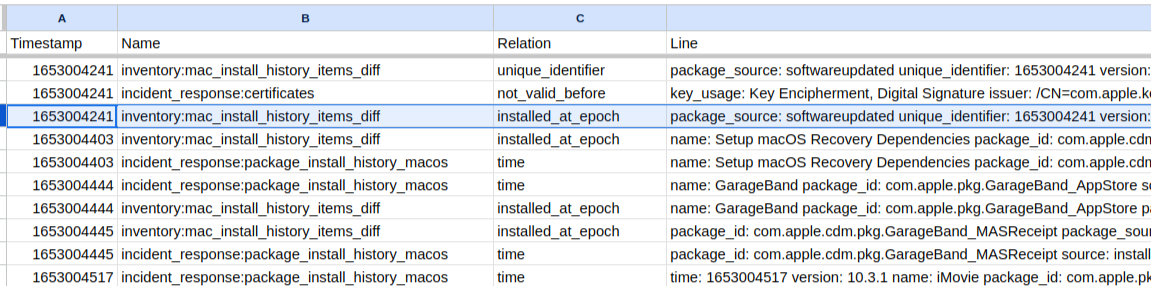 A B C
Timestamp Name Relation Line
1653004241 inventory:mac_install_history_items_diff unique_identifier package_source: softwareupdated unique_identifier: 1653004241 version:
1653004241 incident_response:certificates not_valid_before key_usage: Key Encipherment, Digital Signature issuer: /CN=com.apple.k
1653004241 inventory:mac_install_history_items_diff installed_at_epoch package_source: softwareupdated unique_identifier: 1653004241 version:
1653004403 inventory:mac_install_history_items_diff installed_at_epoch name: Setup macOS Recovery Dependencies package_id: com.apple.cdm
1653004403 incident_response:package_install_history_macos time name: Setup macOS Recovery Dependencies package_id: com.apple.cdm
1653004444 incident_response:package_install_history_macos time name: GarageBand package_id: com.apple.pkg.GarageBand_AppStore s
1653004444 inventory:mac_install_history_items_diff installed_at_epoch name: GarageBand package_id: com.apple.pkg.GarageBand_AppStore p
1653004445 inventory:mac_install_history_items_diff installed_at_epoch package_id: com.apple.cdm.pkg.GarageBand_MASReceipt package_sou
1653004445 incident_response:package_install_history_macos time package_id: com.apple.cdm.pkg.GarageBand_MASReceipt source: install
1653004517 incident_response:package_install_history_macos time time: 1653004517 version: 10.3.1 name: iMovie package_id: com.apple.pk